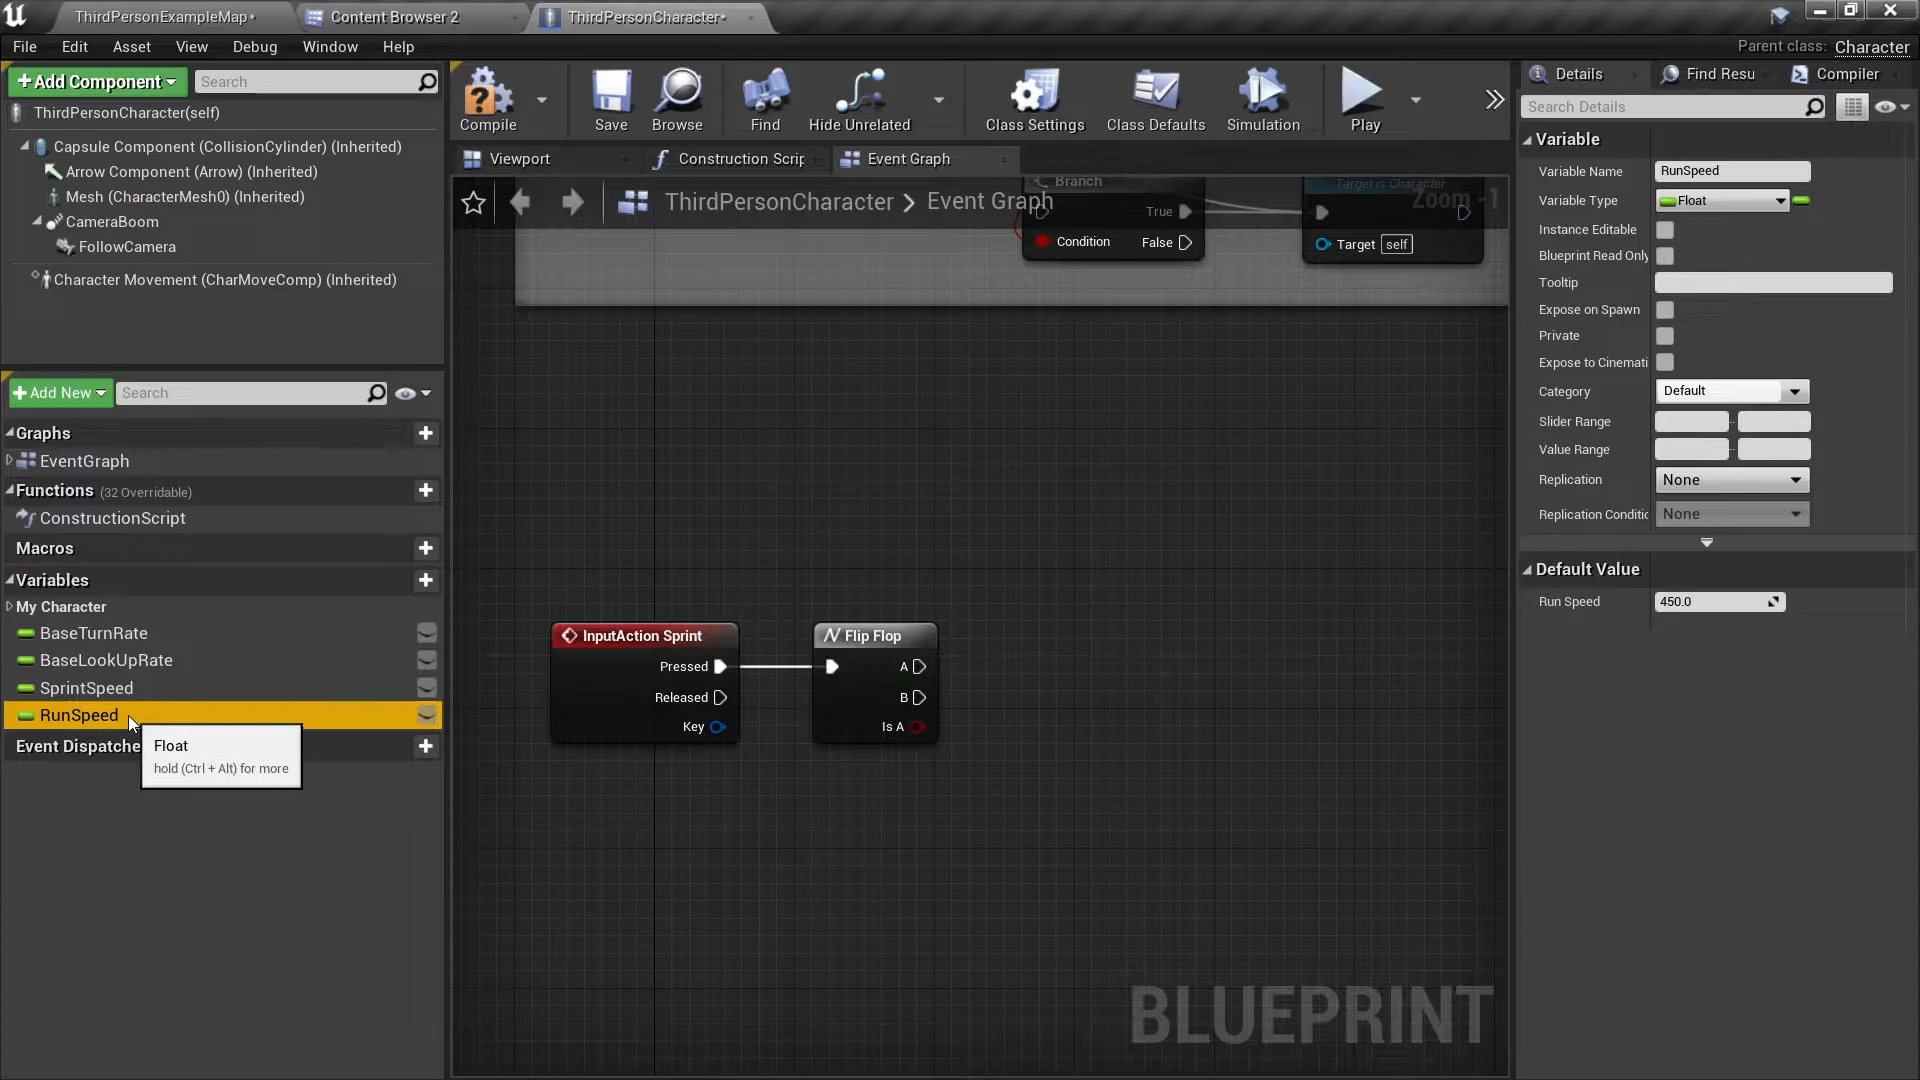 ThirdPersonExampleMap*
Content Browser 2
ThirdPersonCharacter*
File Edit Asset View Debug Window Help
Parent class: Character
Add Component
Search
ThirdPersonCharacter(self)
Capsule Component (CollisionCylinder) (Inherited)
Arrow Component (Arrow) (Inherited)
Mesh (CharacterMesh0) (Inherited)
CameraBoom
FollowCamera
Character Movement (CharMoveComp) (Inherited)
Add New
Search
Graphs
EventGraph
Functions (32 Overridable)
ConstructionScript
Macros
Variables
My Character
BaseTurnRate
BaseLookUpRate
SprintSpeed
RunSpeed
Event Dispatche
Float
hold (Ctrl + Alt) for more
Compile
Save
Browse
Find
Hide Unrelated
Class Settings
Class Defaults
Simulation
Play
Viewport
Construction Scrip
Event Graph
ThirdPersonCharacter > Event Graph
Zoom -1
Branch
True
Condition
False
Target is Character
Target self
InputAction Sprint
Pressed
Released
Key
Flip Flop
A
B
Is A
BLUEPRINT
Details
Find Resu
Compiler
Search Details
Variable
Variable Name RunSpeed
Variable Type Float
Instance Editable
Blueprint Read Only
Tooltip
Expose on Spawn
Private
Expose to Cinemati
Category Default
Slider Range
Value Range
Replication None
Replication Conditic None
Default Value
Run Speed 450.0